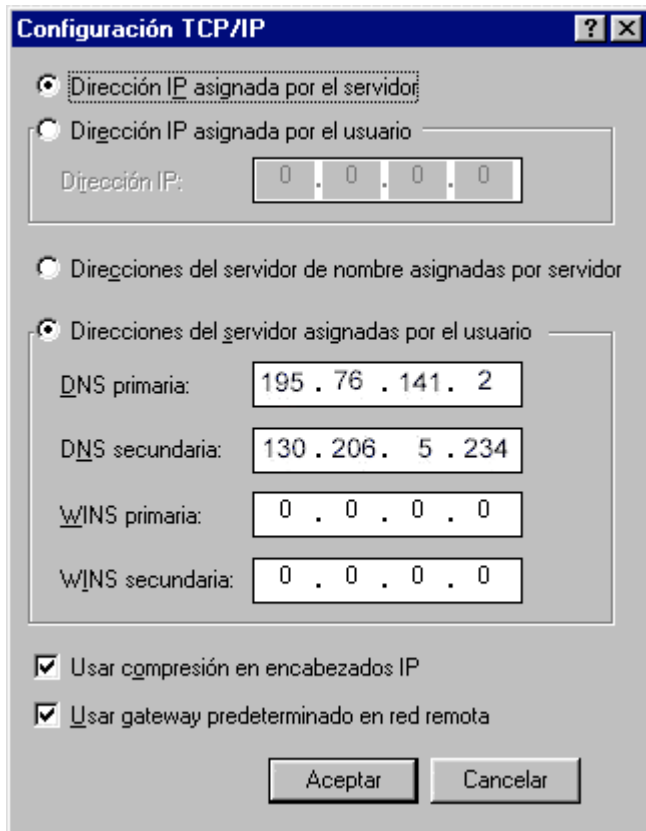 Configuración TCP/IP
Dirección IP asignada por el servidor
Dirección IP asignada por el usuario
Dirección IP: 0 . 0 . 0 . 0
Direcciones del servidor de nombre asignadas por servidor
Direcciones del servidor asignadas por el usuario
DNS primaria: 195 . 76 . 141 . 2
DNS secundaria: 130 . 206 . 5 . 234
WINS primaria: 0 . 0 . 0 . 0
WINS secundaria: 0 . 0 . 0 . 0
Usar compresión en encabezados IP
Usar gateway predeterminado en red remota
Aceptar Cancelar